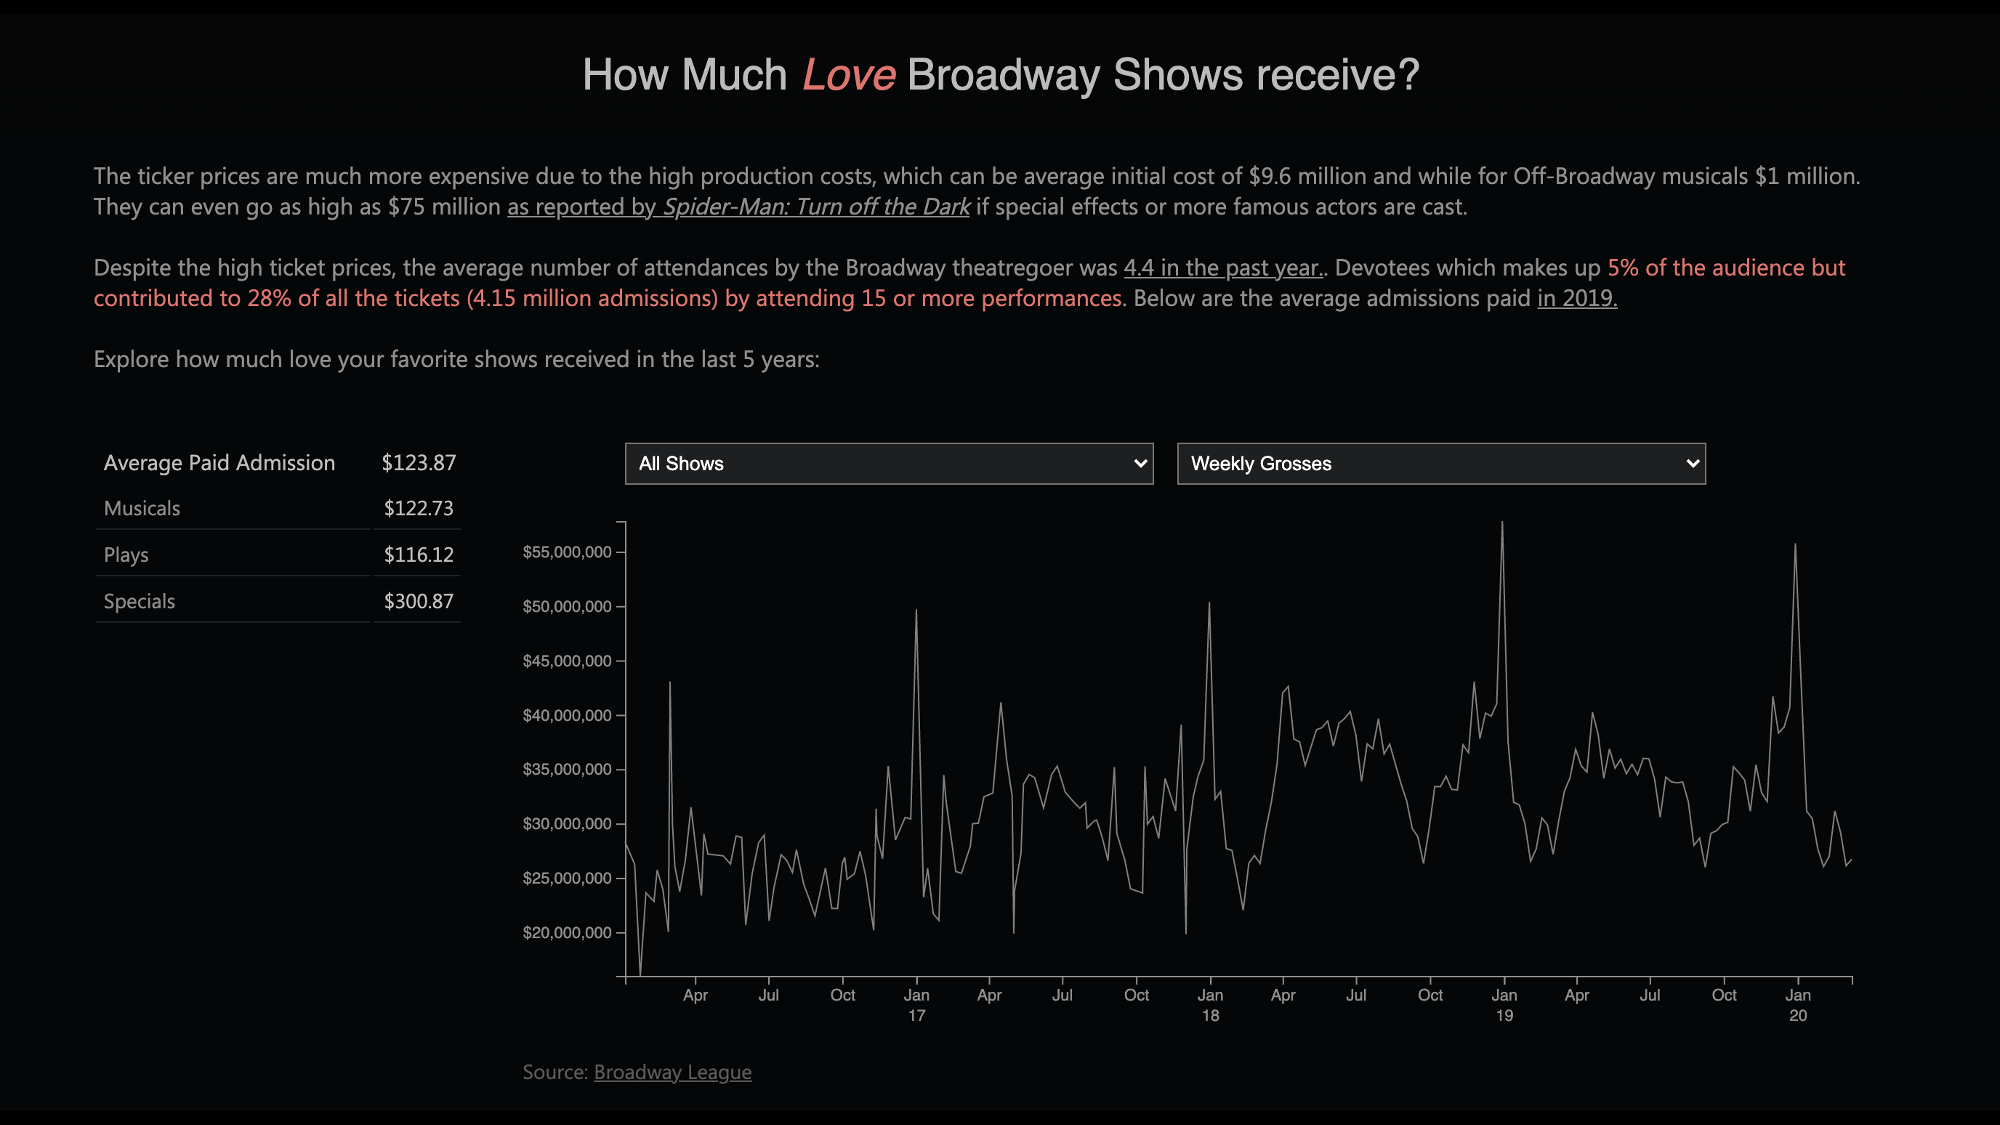 How Much Love Broadway Shows receive?
The ticker prices are much more expensive due to the high production costs, which can be average initial cost of $9.6 million and while for Off-Broadway musicals $1 million.
They can even go as high as $75 million as reported by Spider-Man: Turn off the Dark if special effects or more famous actors are cast.
Despite the high ticket prices, the average number of attendances by the Broadway theatregoer was 4.4 in the past year.. Devotees which makes up 5% of the audience but
contributed to 28% of all the tickets (4.15 million admissions) by attending 15 or more performances. Below are the average admissions paid in 2019.
Explore how much love your favorite shows received in the last 5 years:
Average Paid Admission $123.87
Musicals $122.73
Plays $116.12
Specials $300.87
All Shows
Weekly Grosses
$55,000,000
$50,000,000
$45,000,000
$40,000,000
$35,000,000
$30,000,000
$25,000,000
$20,000,000
Apr Jul Oct Jan Apr Jul Oct Jan Apr Jul Oct Jan Apr Jul Oct Jan
17 18 19 20
Source: Broadway League